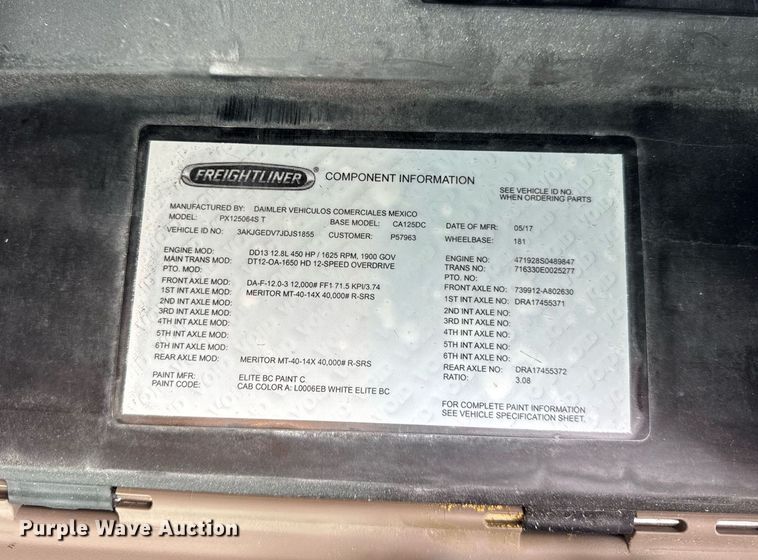 FREIGHTLINER® COMPONENT INFORMATION
SEE VEHICLE ID NO.
WHEN ORDERING PARTS
MANUFACTURED BY: DAIMLER VEHICULOS COMERCIALES MEXICO
MODEL: PX125064S T BASE MODEL: CA125DC DATE OF MFR: 05/17
VEHICLE ID NO: 3AKJGEDV7JDJS1855 CUSTOMER: P57963 WHEELBASE: 181
ENGINE MOD: DD13 12.8L 450 HP / 1625 RPM, 1900 GOV ENGINE NO: 471928S0489847
MAIN TRANS MOD: DT12-OA-1650 HD 12-SPEED OVERDRIVE TRANS NO: 716330E0025277
PTO. MOD: PTO. NO:
FRONT AXLE MOD: DA-F-12.0-3 12,000# FF1 71.5 KPI/3.74 FRONT AXLE NO: 739912-A802630
1ST INT AXLE MOD: MERITOR MT-40-14X 40,000# R-SRS 1ST INT AXLE NO: DRA17455371
2ND INT AXLE MOD: 2ND INT AXLE NO:
3RD INT AXLE MOD: 3RD INT AXLE NO:
4TH INT AXLE MOD: 4TH INT AXLE NO:
5TH INT AXLE MOD: 5TH INT AXLE NO:
6TH INT AXLE MOD: 6TH INT AXLE NO:
REAR AXLE MOD: MERITOR MT-40-14X 40,000# R-SRS REAR AXLE NO: DRA17455372
RATIO: 3.08
PAINT MFR: ELITE BC PAINT C
PAINT CODE: CAB COLOR A: L0006EB WHITE ELITE BC
FOR COMPLETE PAINT INFORMATION
SEE VEHICLE SPECIFICATION SHEET.
Purple Wave Auction